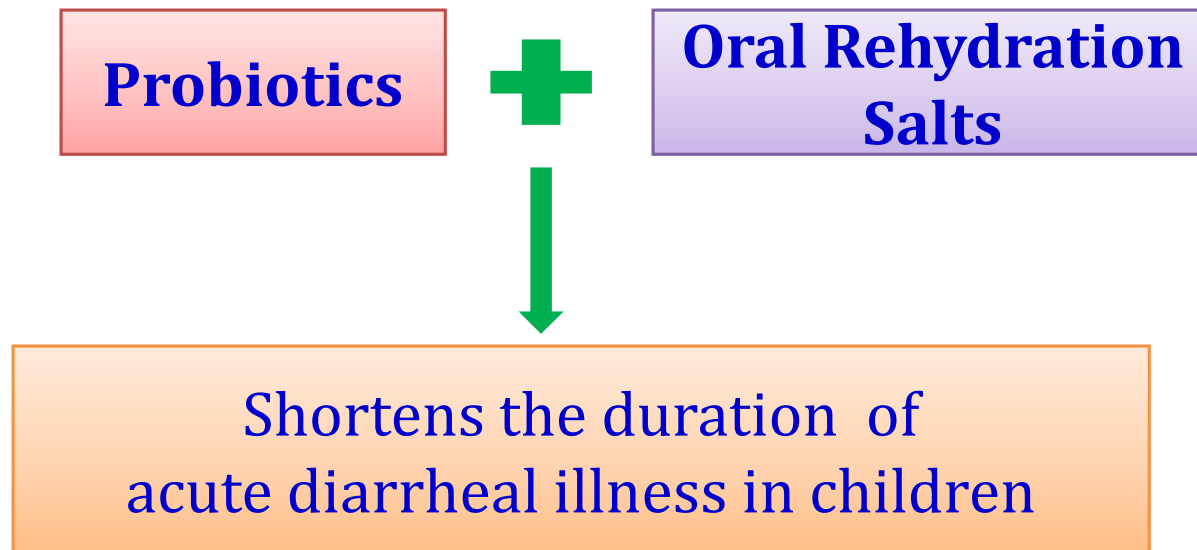 Probiotics
Oral Rehydration
Salts
Shortens the duration  of
acute diarrheal illness in children